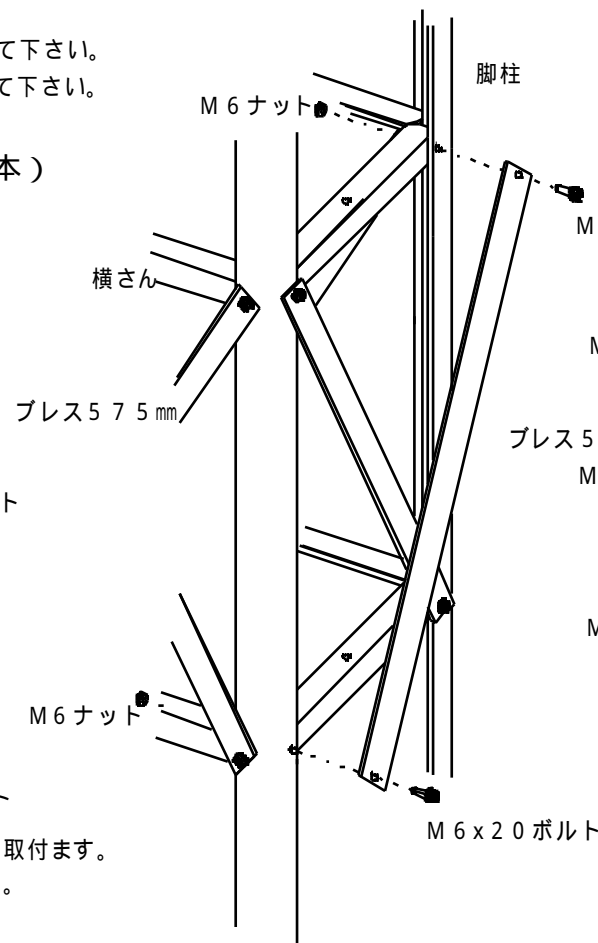 て下さい。
て下さい。
脚柱
M6ナット
本）
M
横さん
M
ブレス575㎜
ブレス5
M
ト
M
M6ナット
M6x20ボルト
取付ます。
。